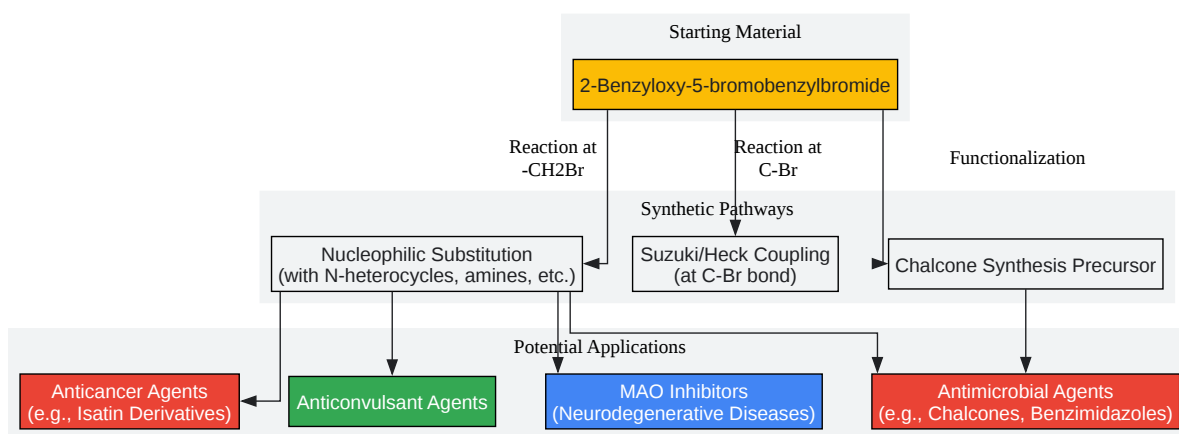 Starting Material
2-Benzyloxy-5-bromobenzylbromide
Reaction at
-CH2Br
Reaction at
C-Br
Functionalization
Synthetic Pathways
Nucleophilic Substitution
(with N-heterocycles, amines, etc.)
Suzuki/Heck Coupling
(at C-Br bond)
Chalcone Synthesis Precursor
Potential Applications
Anticancer Agents
(e.g., Isatin Derivatives)
Anticonvulsant Agents
MAO Inhibitors
(Neurodegenerative Diseases)
Antimicrobial Agents
(e.g., Chalcones, Benzimidazoles)